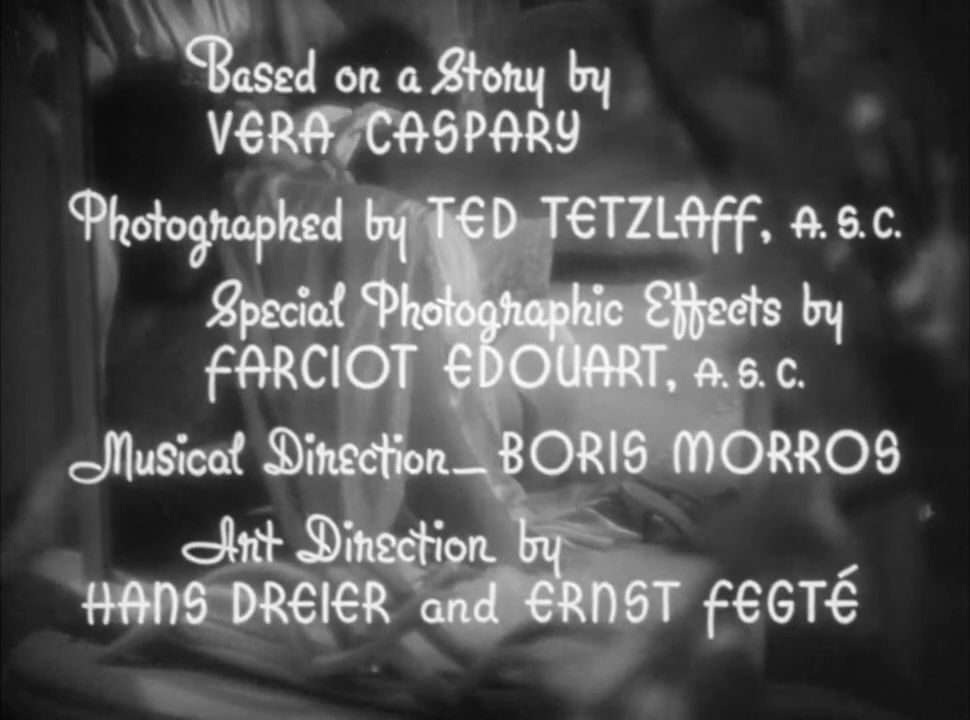 Based on a Story by
VERA CASPARY
Photographed by TED TETZLAFF, A.S.C.
Special Photographic Effects by
FARCIOT EDOUART, A.S.C.
Musical Direction—BORIS MORROS
Art Direction by
HANS DREIER and ERNST FEGTÉ